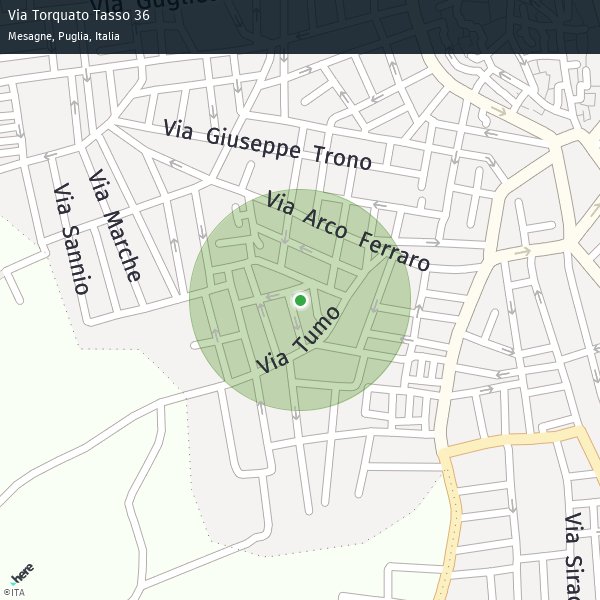 Via Torquato Tasso 36
Mesagne, Puglia, Italia
Via Giuseppe Trono
Via Marche
Via Sannio
Via Arco Ferraro
Via Tumo
Via
here
©ITA